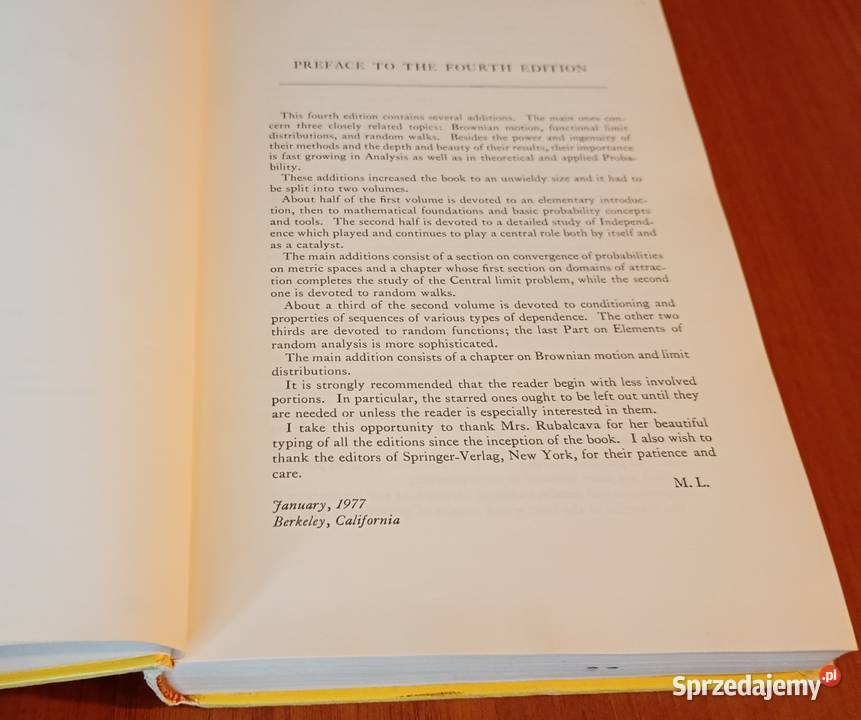 PREFACE TO THE FOURTH EDITION
This fourth edition contains several additions. The main ones con-
cern three closely related topics: Brownian motion, functional limit
distributions, and random walks. Besides the power and ingenuity of
their methods and the depth and beauty of their results, their importance
is fast growing in Analysis as well as in theoretical and applied Proba-
bility.
These additions increased the book to an unwieldy size and it had to
be split into two volumes.
About half of the first volume is devoted to an elementary introduc-
tion, then to mathematical foundations and basic probability concepts
and tools. The second half is devoted to a detailed study of Independ-
ence which played and continues to play a central role both by itself and
as a catalyst.
The main additions consist of a section on convergence of probabilities
on metric spaces and a chapter whose first section on domains of attrac-
tion completes the study of the Central limit problem, while the second
one is devoted to random walks.
About a third of the second volume is devoted to conditioning and
properties of sequences of various types of dependence. The other two
thirds are devoted to random functions; the last Part on Elements of
random analysis is more sophisticated.
The main addition consists of a chapter on Brownian motion and limit
distributions.
It is strongly recommended that the reader begin with less involved
portions. In particular, the starred ones ought to be left out until they
are needed or unless the reader is especially interested in them.
I take this opportunity to thank Mrs. Rubalcava for her beautiful
typing of all the editions since the inception of the book. I also wish to
thank the editors of Springer-Verlag, New York, for their patience and
care.
M. L.
January, 1977
Berkeley, California
Sprzedajemy.pl